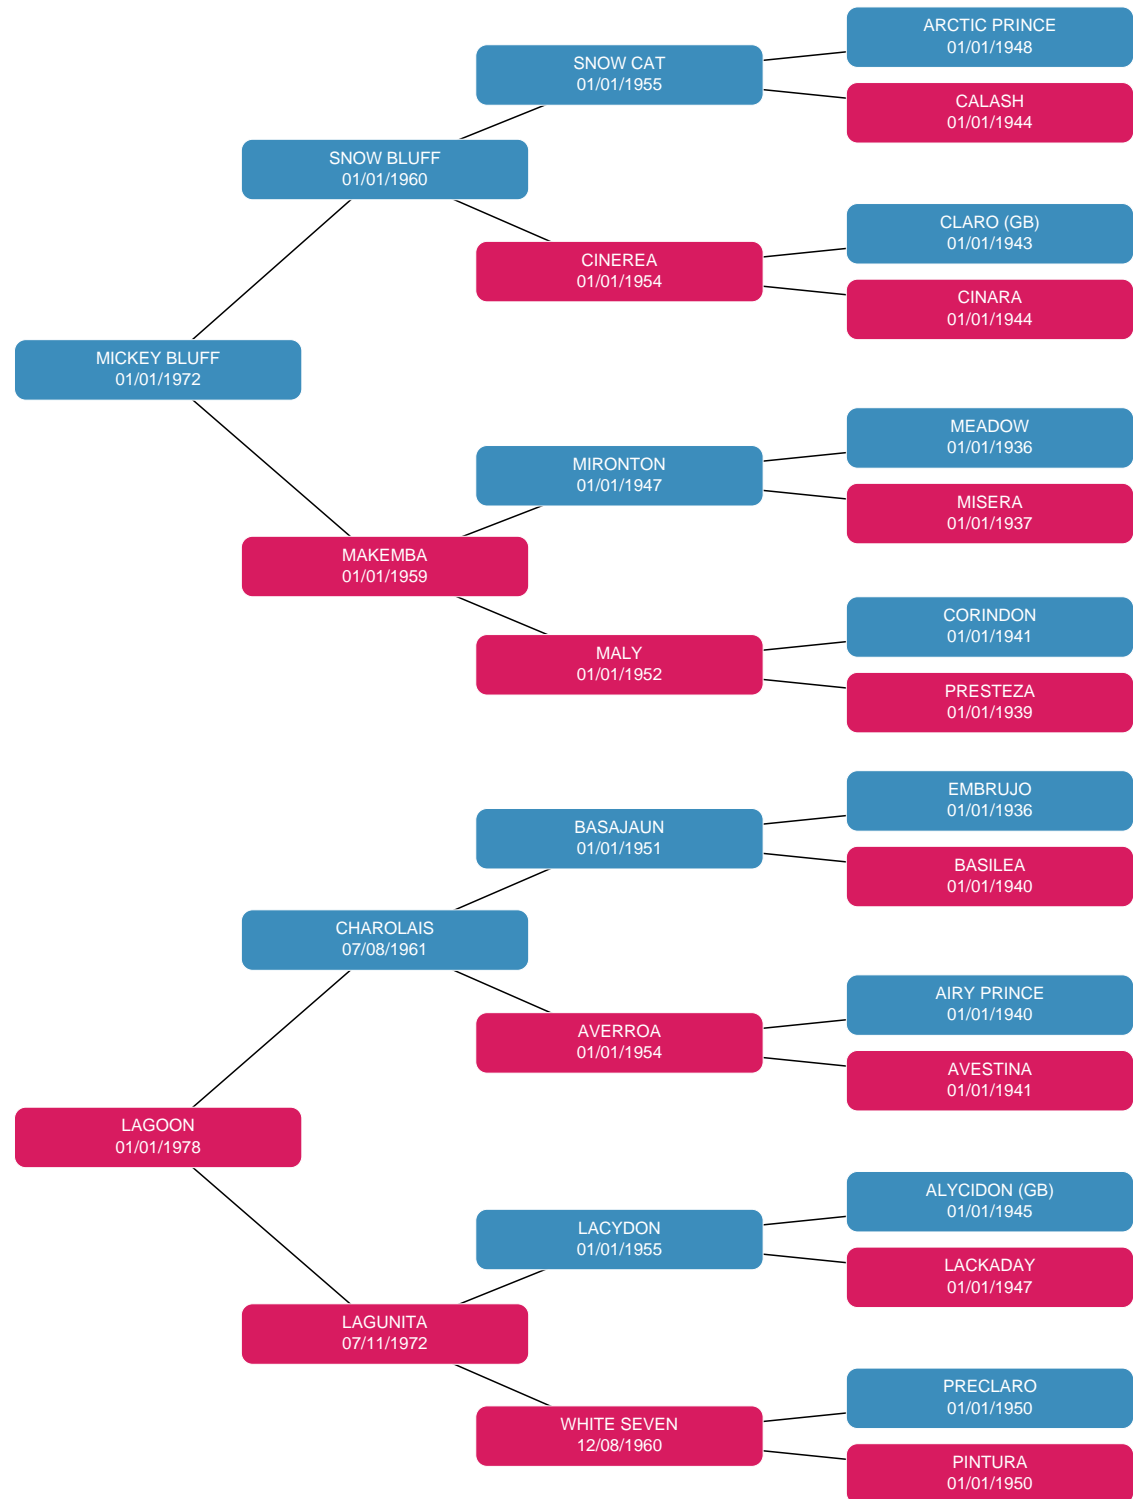 ARCTIC PRINCE
01/01/1948
SNOW CAT
01/01/1955
CALASH
01/01/1944
SNOW BLUFF
01/01/1960
CLARO (GB)
01/01/1943
CINEREA
01/01/1954
CINARA
01/01/1944
MICKEY BLUFF
01/01/1972
MEADOW
01/01/1936
MIRONTON
01/01/1947
MISERA
01/01/1937
MAKEMBA
01/01/1959
CORINDON
01/01/1941
MALY
01/01/1952
PRESTEZA
01/01/1939
EMBRUJO
01/01/1936
BASAJAUN
01/01/1951
BASILEA
01/01/1940
CHAROLAIS
07/08/1961
AIRY PRINCE
01/01/1940
AVERROA
01/01/1954
AVESTINA
01/01/1941
LAGOON
01/01/1978
ALYCIDON (GB)
01/01/1945
LACYDON
01/01/1955
LACKADAY
01/01/1947
LAGUNITA
07/11/1972
PRECLARO
01/01/1950
WHITE SEVEN
12/08/1960
PINTURA
01/01/1950